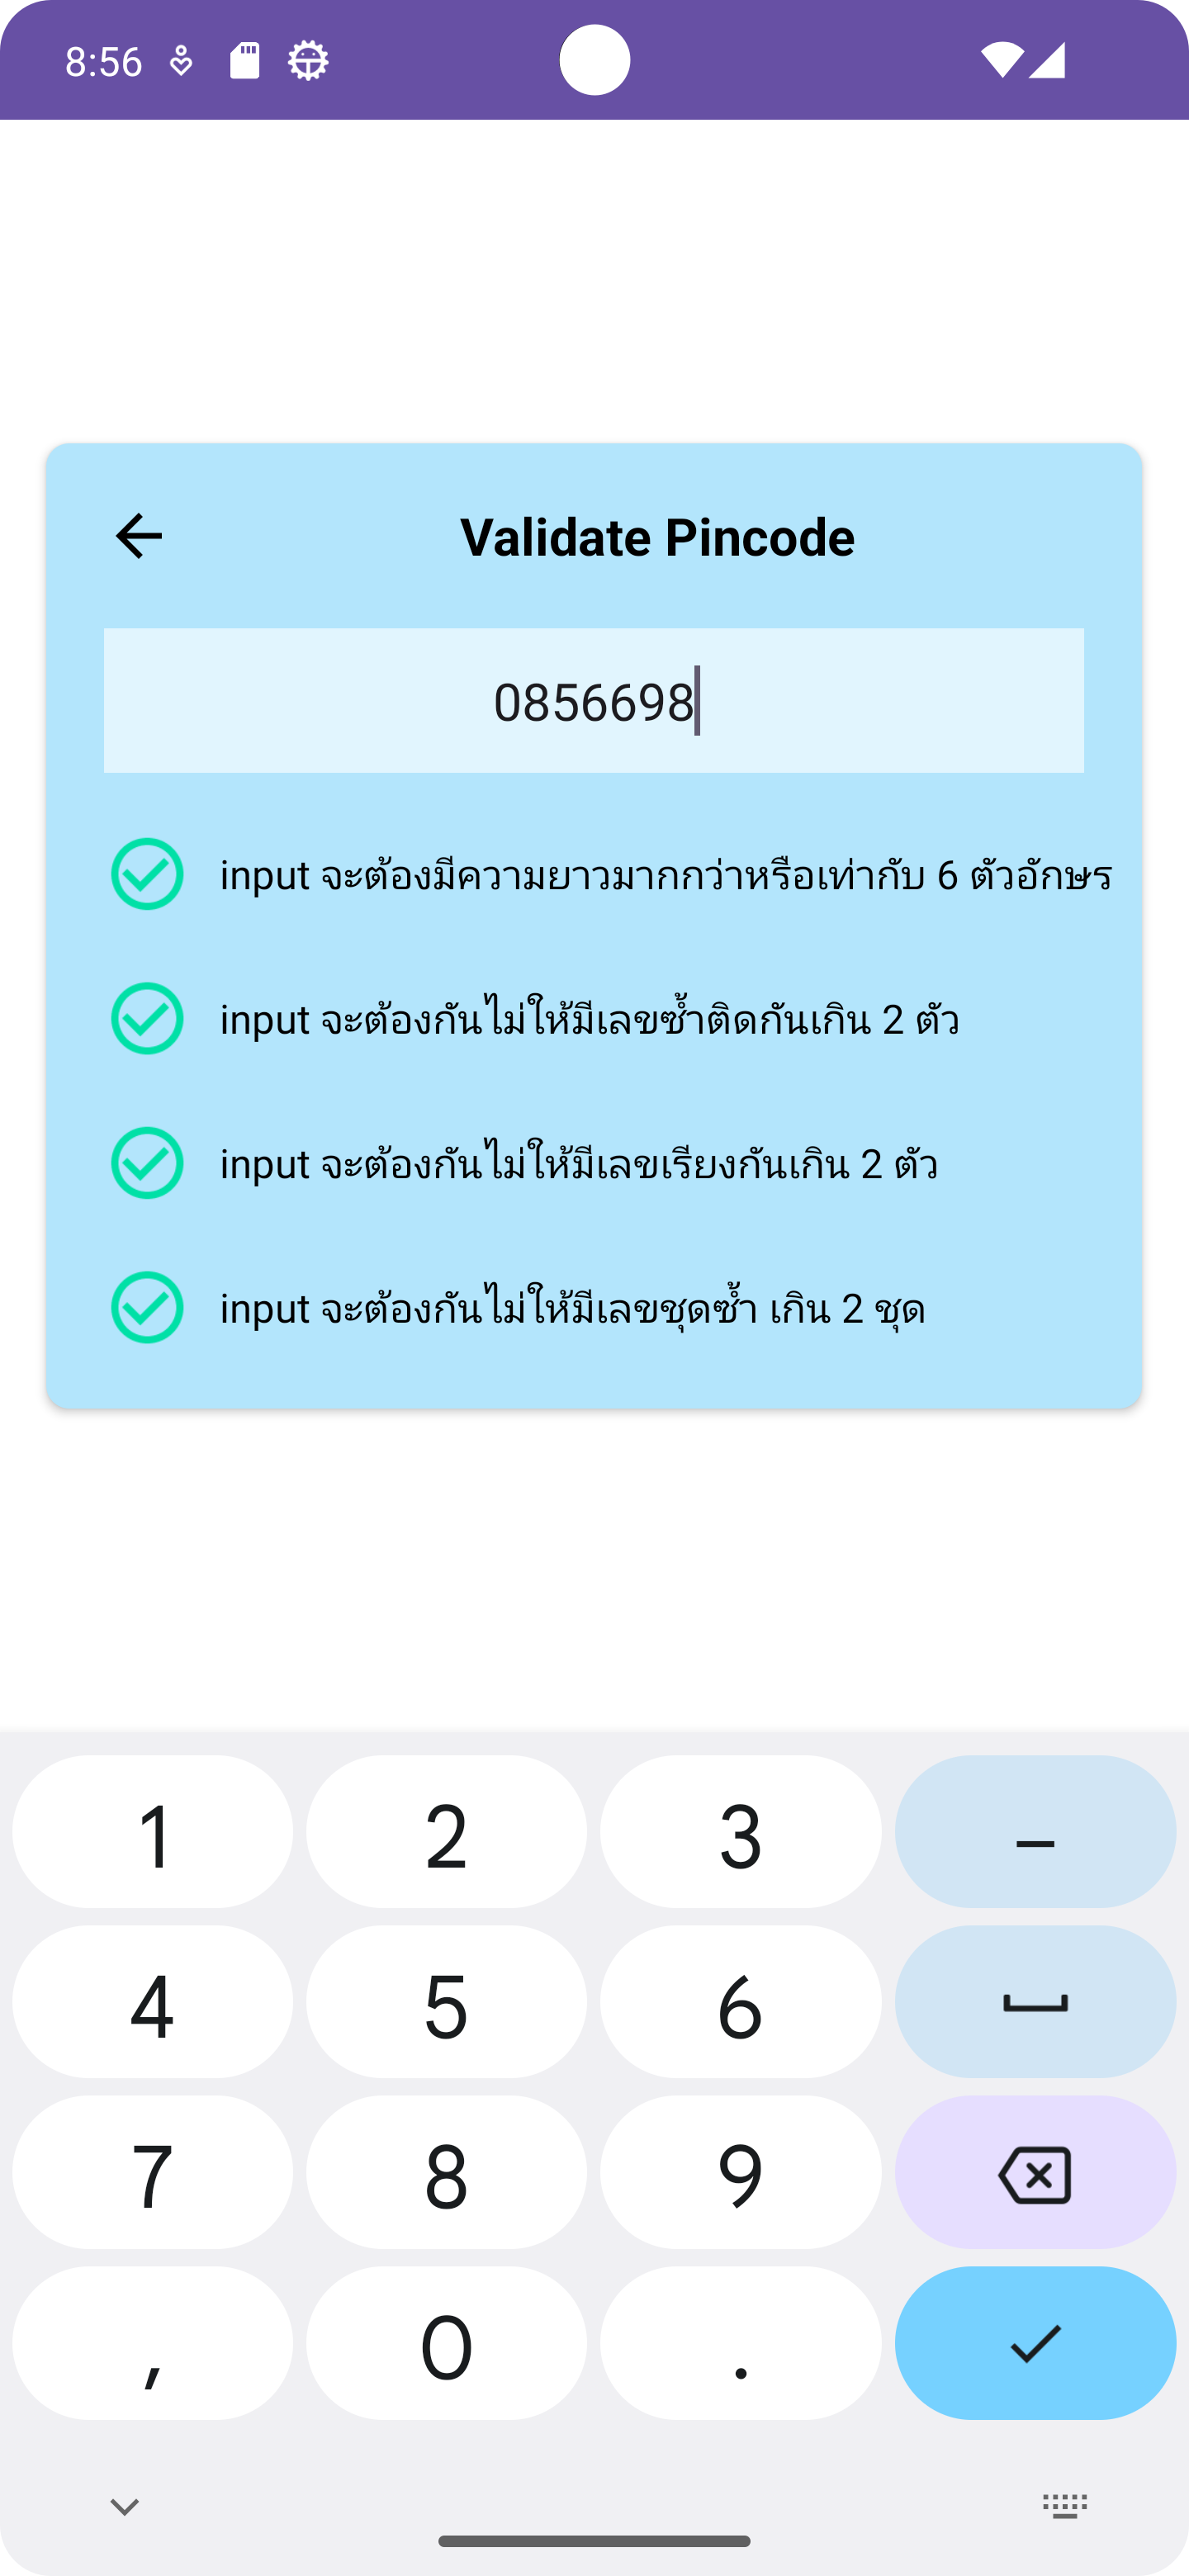 8:56
Validate Pincode
0856698
input จะต้องมีความยาวมากกว่าหรือเท่ากับ 6 ตัวอักษร
input จะต้องกันไม่ให้มีเลขซ้ำติดกันเกิน 2 ตัว
input จะต้องกันไม่ให้มีเลขเรียงกันเกิน 2 ตัว
input จะต้องกันไม่ให้มีเลขชุดซ้ำ เกิน 2 ชุด
1 2 3 –
4 5 6
7 8 9
, 0 .